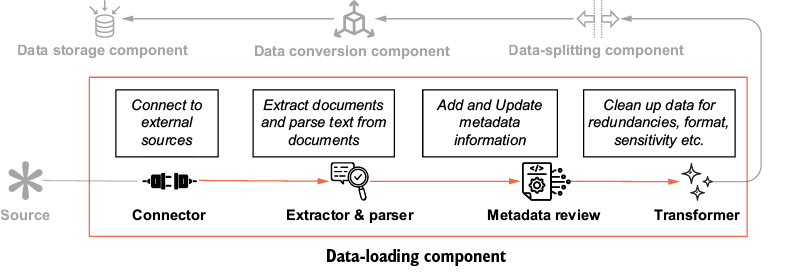 Data storage component
Data conversion component
Data-splitting component
Connect to
external
sources
Extract documents
and parse text from
documents
Add and Update
metadata
information
Clean up data for
redundancies, format,
sensitivity etc.
Source
Connector
Extractor & parser
Metadata review
Transformer
Data-loading component